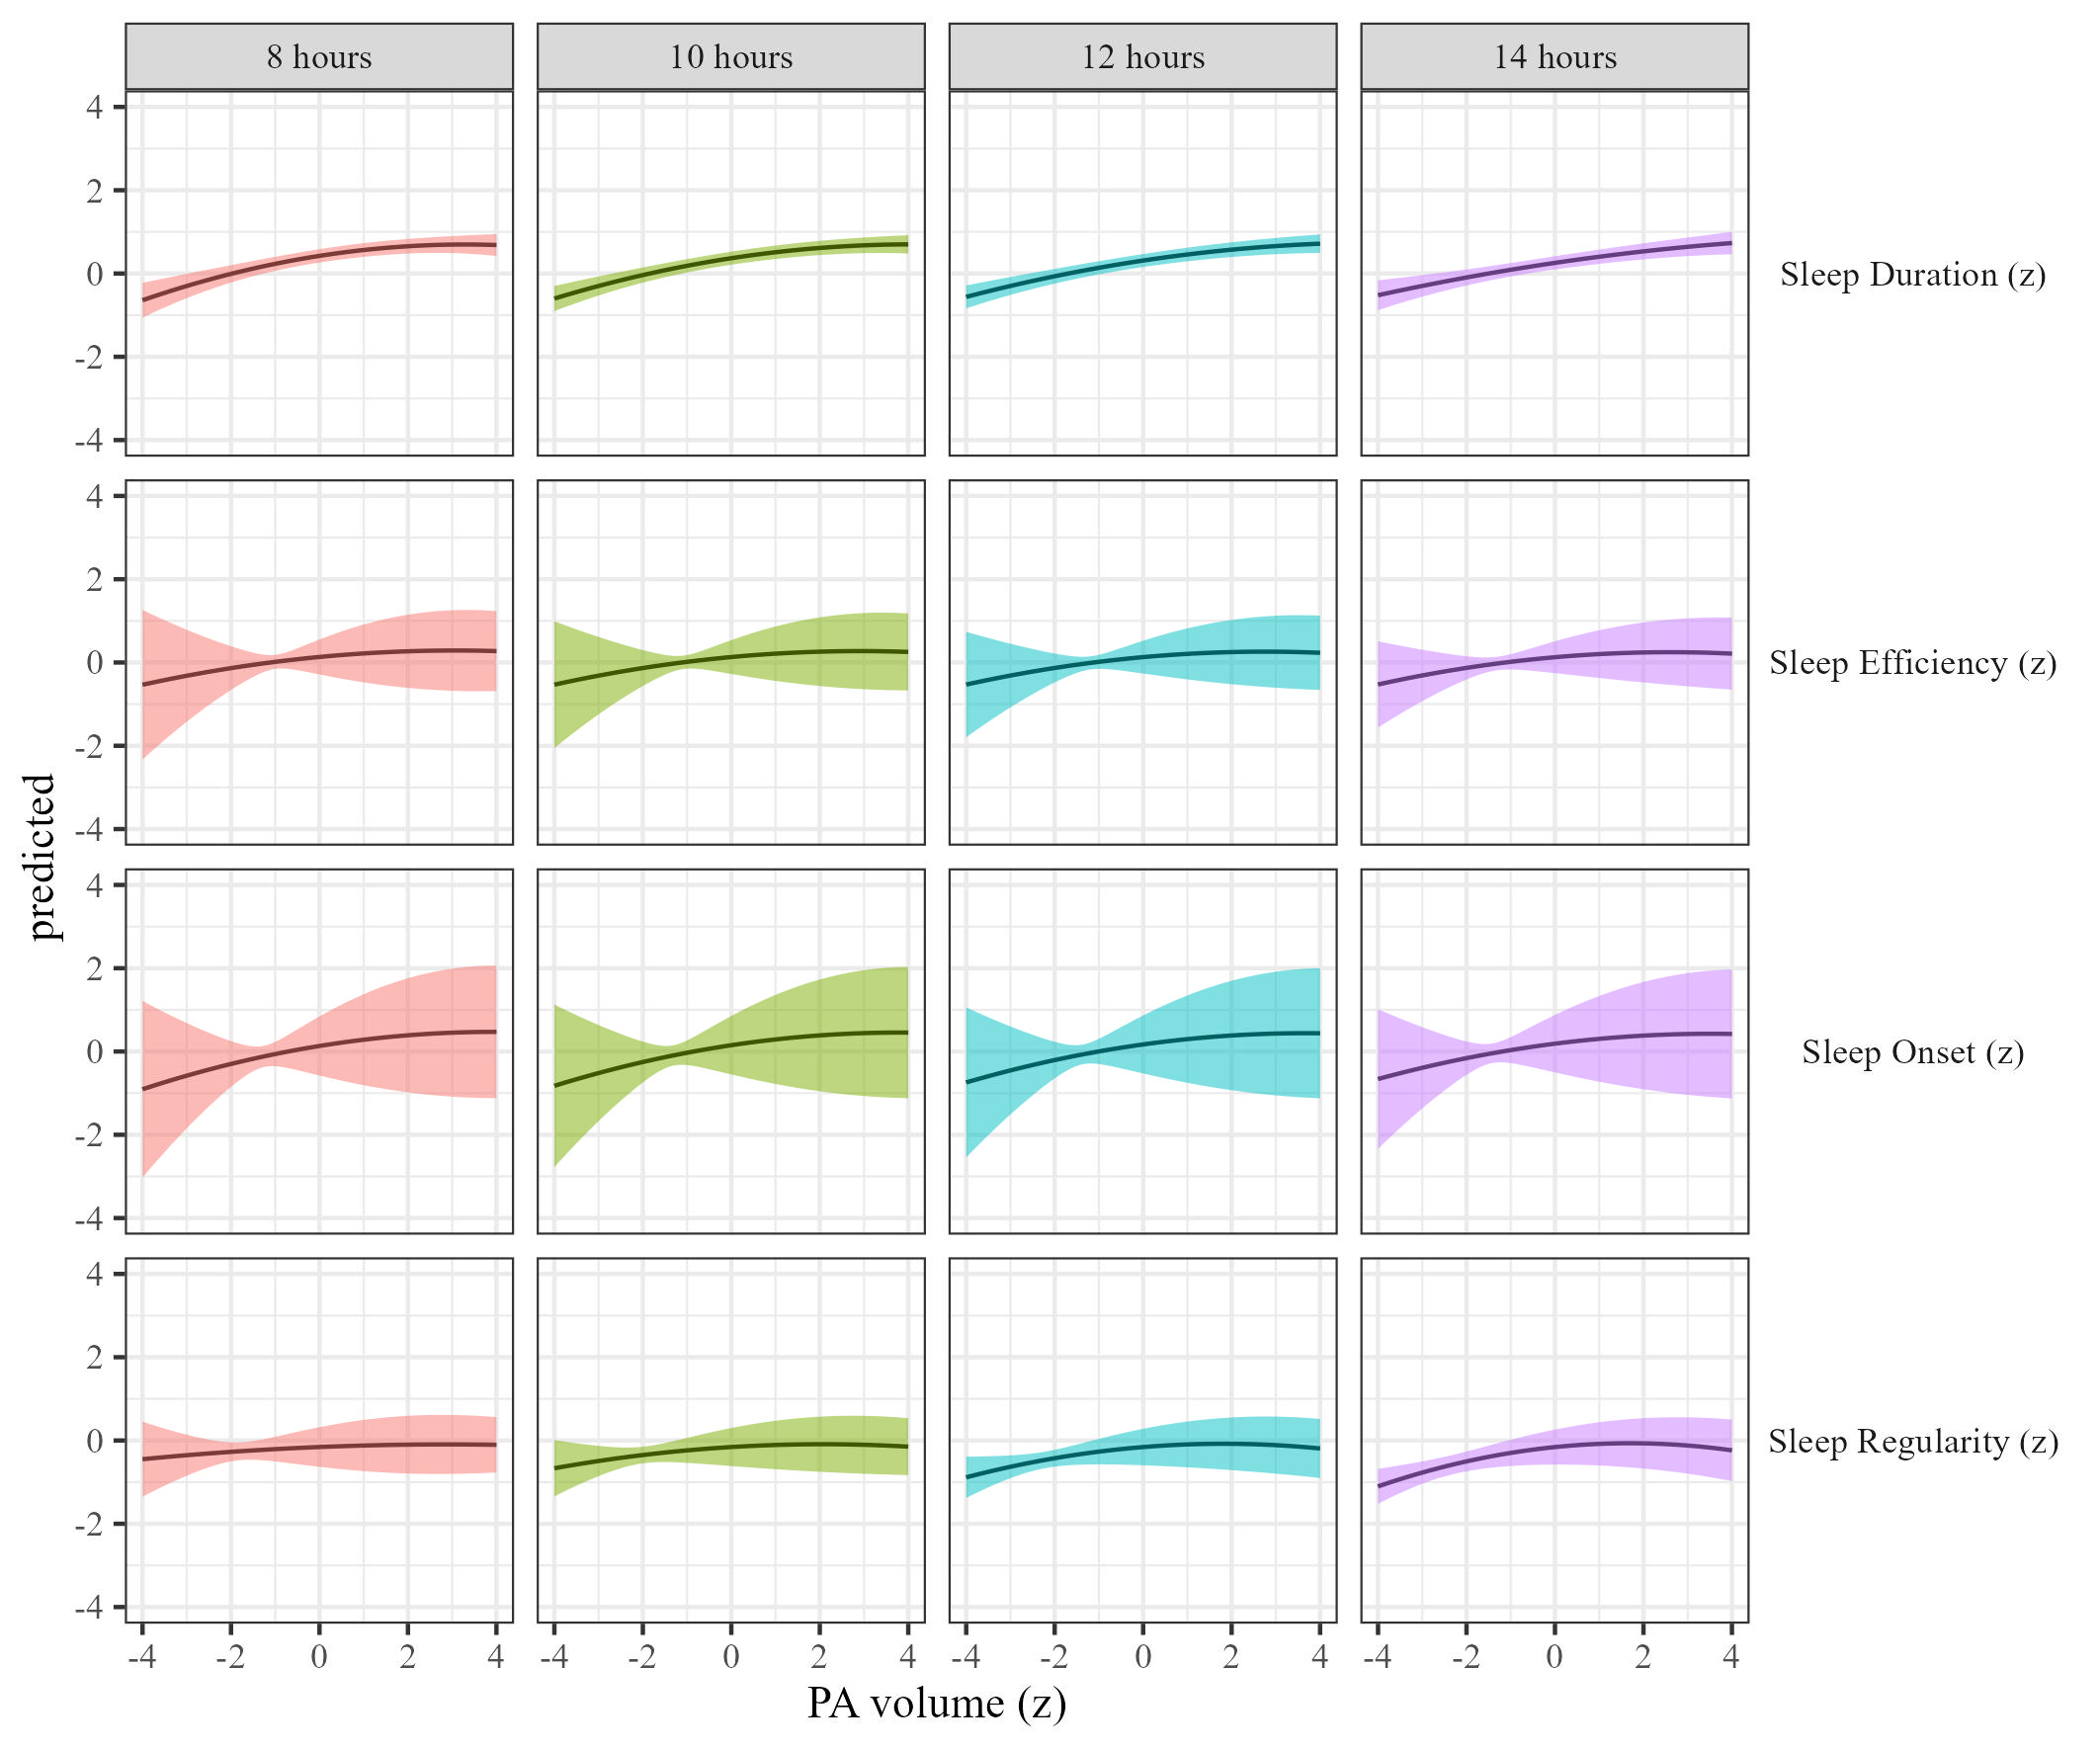 8 hours 10 hours 12 hours 14 hours
4
2
0
-2
-4
Sleep Duration (z)
4
2
0
-2
-4
Sleep Efficiency (z)
4
2
0
-2
-4
Sleep Onset (z)
4
2
0
-2
-4
Sleep Regularity (z)
predicted
-4 -2 0 2 4 -4 -2 0 2 4 -4 -2 0 2 4 -4 -2 0 2 4
PA volume (z)